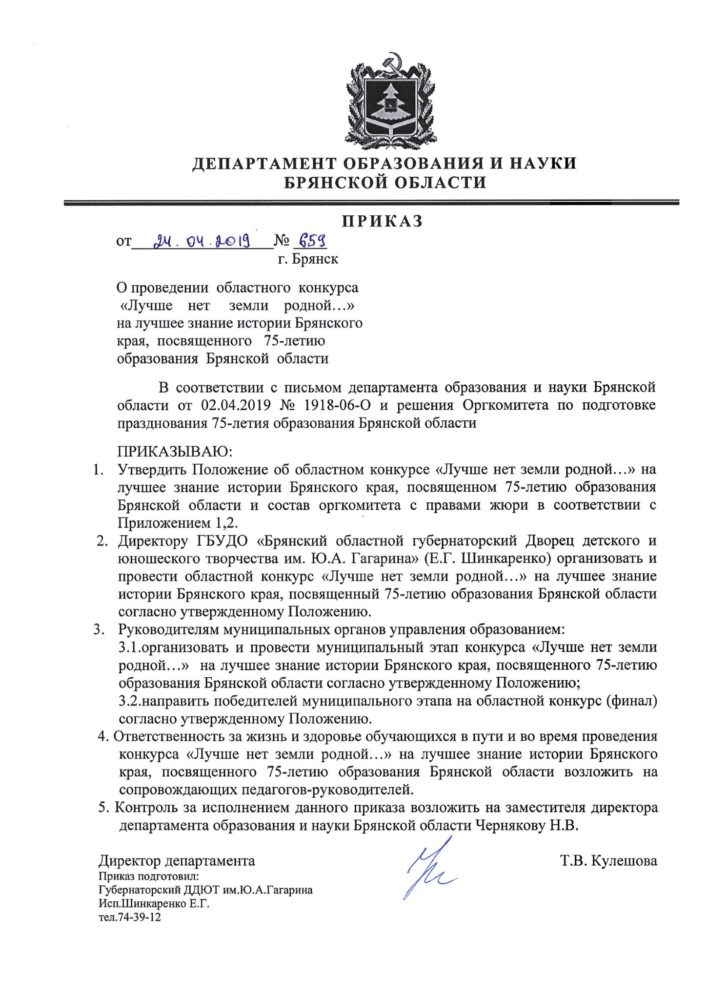 ДЕПАРТАМЕНТ ОБРАЗОВАНИЯ И НАУКИ
БРЯНСКОЙ ОБЛАСТИ
ПРИКАЗ
от 24.04.2019 № 659
г. Брянск
О проведении областного конкурса
«Лучше нет земли родной…»
на лучшее знание истории Брянского
края, посвященного 75-летию
образования Брянской области
В соответствии с письмом департамента образования и науки Брянской
области от 02.04.2019 № 1918-06-О и решения Оргкомитета по подготовке
празднования 75-летия образования Брянской области
ПРИКАЗЫВАЮ:
1. Утвердить Положение об областном конкурсе «Лучше нет земли родной…» на
лучшее знание истории Брянского края, посвященном 75-летию образования
Брянской области и состав оргкомитета с правами жюри в соответствии с
Приложением 1,2.
2. Директору ГБУДО «Брянский областной губернаторский Дворец детского и
юношеского творчества им. Ю.А. Гагарина» (Е.Г. Шинкаренко) организовать и
провести областной конкурс «Лучше нет земли родной…» на лучшее знание
истории Брянского края, посвященный 75-летию образования Брянской области
согласно утвержденному Положению.
3. Руководителям муниципальных органов управления образованием:
3.1.организовать и провести муниципальный этап конкурса «Лучше нет земли
родной…» на лучшее знание истории Брянского края, посвященного 75-летию
образования Брянской области согласно утвержденному Положению;
3.2.направить победителей муниципального этапа на областной конкурс (финал)
согласно утвержденному Положению.
4. Ответственность за жизнь и здоровье обучающихся в пути и во время проведения
конкурса «Лучше нет земли родной…» на лучшее знание истории Брянского
края, посвященного 75-летию образования Брянской области возложить на
сопровождающих педагогов-руководителей.
5. Контроль за исполнением данного приказа возложить на заместителя директора
департамента образования и науки Брянской области Чернякову Н.В.
Директор департамента Т.В. Кулешова
Приказ подготовил:
Губернаторский ДДЮТ им.Ю.А.Гагарина
Исп.Шинкаренко Е.Г.
тел.74-39-12